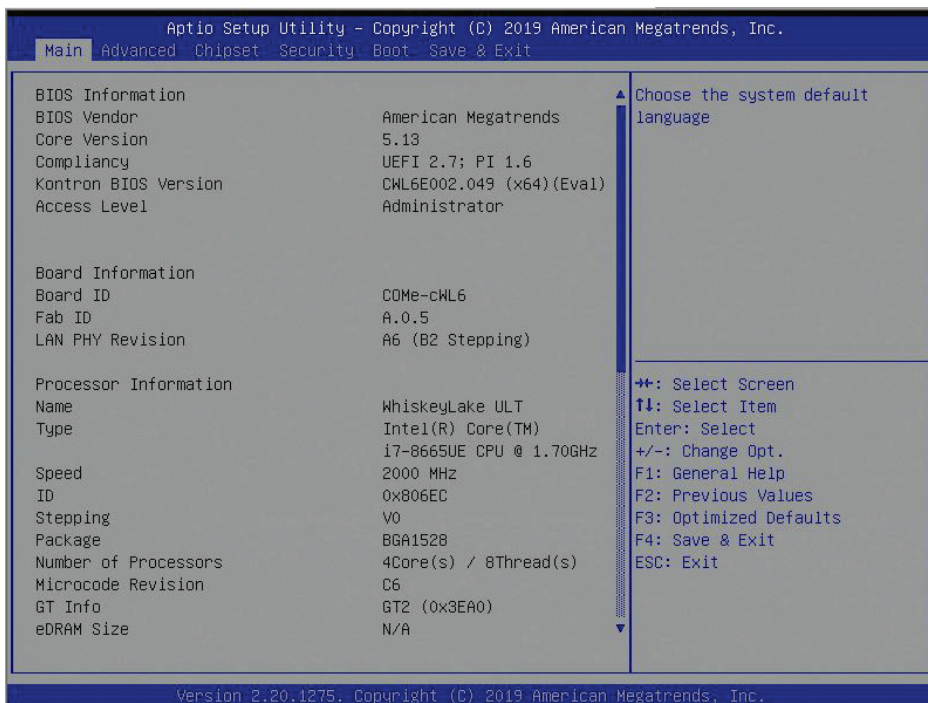 Aptio Setup Utility – Copyright (C) 2019 American Megatrends, Inc.
Main Advanced Chipset Security Boot Save & Exit
BIOS Information
BIOS Vendor American Megatrends
Core Version 5.13
Compliancy UEFI 2.7; PI 1.6
Kontron BIOS Version CWL6E002.049 (x64)(Eval)
Access Level Administrator
Board Information
Board ID COMe-cWL6
Fab ID A.0.5
LAN PHY Revision A6 (B2 Stepping)
Processor Information
Name WhiskeyLake ULT
Type Intel(R) Core(TM)
i7-8665UE CPU @ 1.70GHz
Speed 2000 MHz
ID 0x806EC
Stepping V0
Package BGA1528
Number of Processors 4Core(s) / 8Thread(s)
Microcode Revision C6
GT Info GT2 (0x3EA0)
eDRAM Size N/A
Choose the system default
language
→←: Select Screen
↑↓: Select Item
Enter: Select
+/-: Change Opt.
F1: General Help
F2: Previous Values
F3: Optimized Defaults
F4: Save & Exit
ESC: Exit
Version 2.20.1275. Copyright (C) 2019 American Megatrends, Inc.